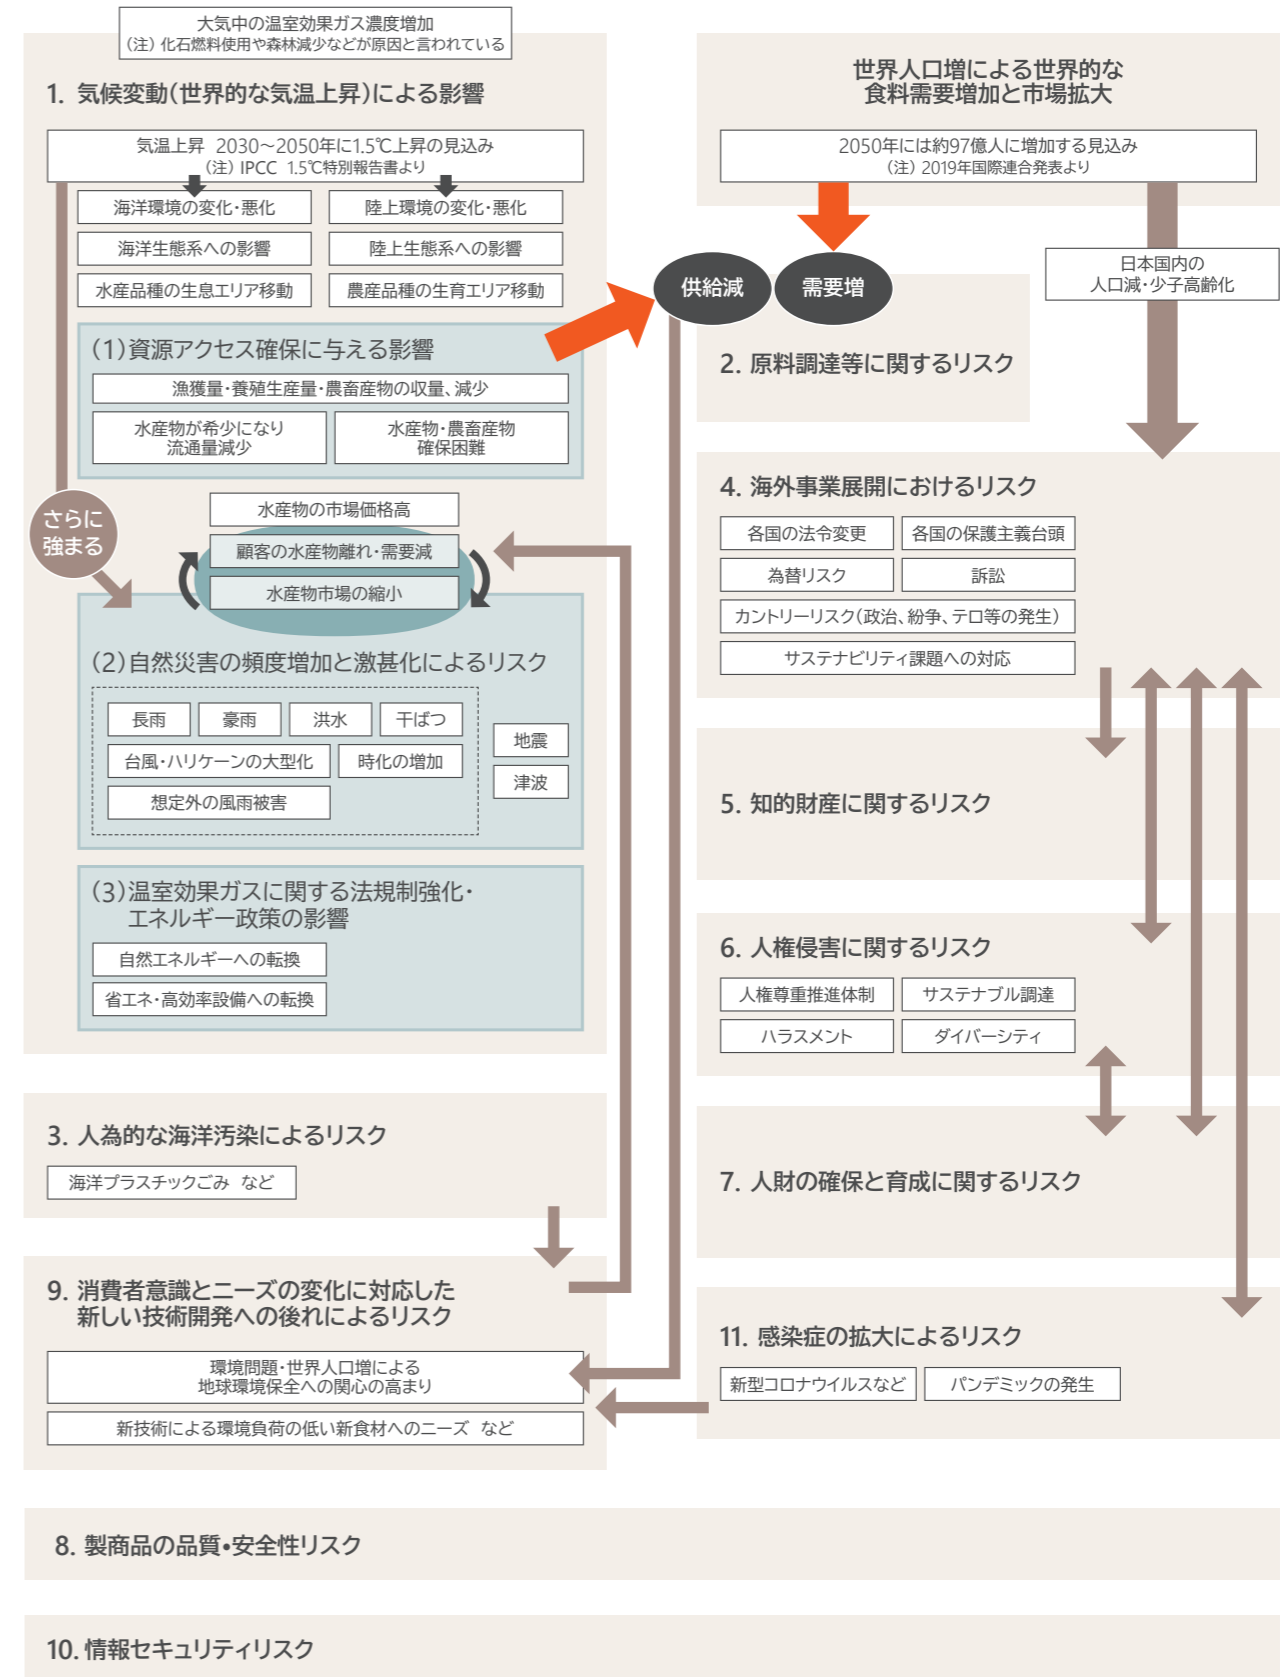 大気中の温室効果ガス濃度増加
(注) 化石燃料使用や森林減少などが原因と言われている
1. 気候変動(世界的な気温上昇)による影響
気温上昇 2030～2050年に1.5℃上昇の見込み
(注) IPCC 1.5℃特別報告書より
海洋環境の変化・悪化
陸上環境の変化・悪化
海洋生態系への影響
陸上生態系への影響
水産品種の生息エリア移動
農産品種の生育エリア移動
(1)資源アクセス確保に与える影響
漁獲量・養殖生産量・農畜産物の収量、減少
水産物が希少になり
流通量減少
水産物・農畜産物
確保困難
さらに
強まる
水産物の市場価格高
顧客の水産物離れ・需要減
水産物市場の縮小
(2)自然災害の頻度増加と激甚化によるリスク
長雨
豪雨
洪水
干ばつ
台風・ハリケーンの大型化
時化の増加
想定外の風雨被害
地震
津波
(3)温室効果ガスに関する法規制強化・
エネルギー政策の影響
自然エネルギーへの転換
省エネ・高効率設備への転換
世界人口増による世界的な
食料需要増加と市場拡大
2050年には約97億人に増加する見込み
(注) 2019年国際連合発表より
供給減
需要増
日本国内の
人口減・少子高齢化
2. 原料調達等に関するリスク
4. 海外事業展開におけるリスク
各国の法令変更
各国の保護主義台頭
為替リスク
訴訟
カントリーリスク(政治、紛争、テロ等の発生)
サステナビリティ課題への対応
5. 知的財産に関するリスク
6. 人権侵害に関するリスク
人権尊重推進体制
サステナブル調達
ハラスメント
ダイバーシティ
3. 人為的な海洋汚染によるリスク
海洋プラスチックごみ など
7. 人財の確保と育成に関するリスク
9. 消費者意識とニーズの変化に対応した
新しい技術開発への後れによるリスク
環境問題・世界人口増による
地球環境保全への関心の高まり
新技術による環境負荷の低い新食材へのニーズ など
11. 感染症の拡大によるリスク
新型コロナウイルスなど
パンデミックの発生
8. 製商品の品質・安全性リスク
10. 情報セキュリティリスク